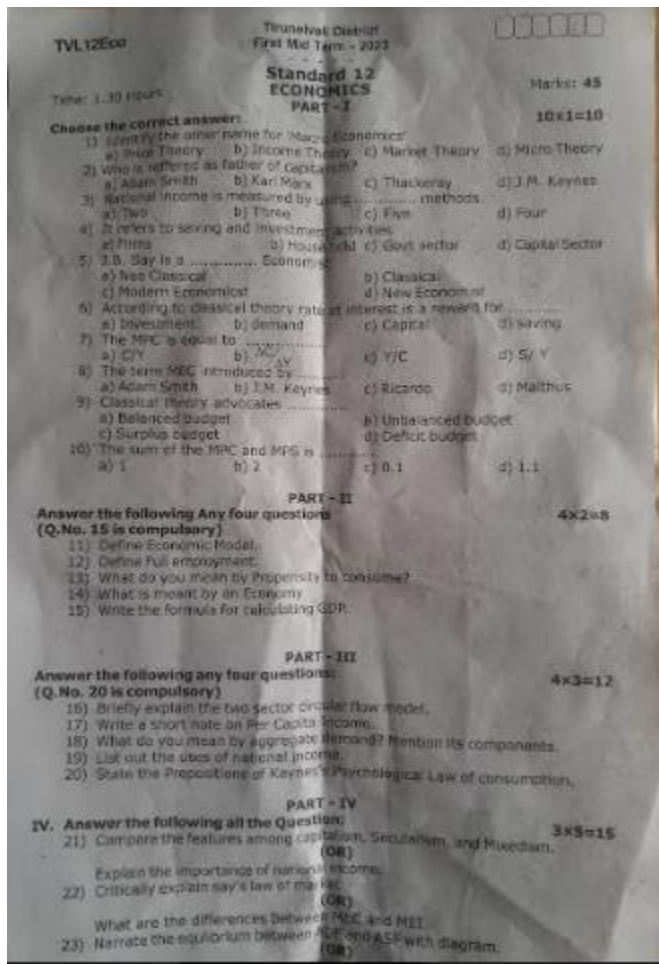 Tirunelveli District
TVL12Eco First Mid Term - 2023
Standard 12
Time: 1.30 Hours ECONOMICS Marks: 45
PART - I
Choose the correct answer: 10x1=10
1) Identify the other name for 'Macro Economics'
a) Price Theory b) Income Theory c) Market Theory d) Micro Theory
2) Who is reffered as father of Capitalism?
a) Adam Smith b) Karl Marx c) Thackeray d) J.M. Keynes
3) National income is measured by using ............ methods
a) Two b) Three c) Five d) Four
4) It refers to saving and investment activities
a) Firms b) Household c) Govt sector d) Capital Sector
5) J.B. Say is a ............. Economist
a) Neo Classical b) Classical
c) Modern Economist d) New Economist
6) According to classical theory rate of interest is a reward for ..........
a) Investment b) demand c) Capital d) saving
7) The MPC is equal to ...............
a) C/Y b) c) Y/C d) S/ Y
8) The term MEC introduced by ..........
a) Adam Smith b) J.M. Keynes c) Ricardo d) Malthus
9) Classical theory advocates ............
a) Balanced budget b) Unbalanced budget
c) Surplus budget d) Deficit budget
10) The sum of the MPC and MPS is ...........
a) 1 b) 2 c) 0.1 d) 1.1
PART - II
Answer the following Any four questions 4x2=8
(Q.No. 15 is compulsory)
11) Define Economic Model.
12) Define Full employment.
13) What do you mean by Propensity to consume?
14) What is meant by an Economy
15) Write the formula for calculating GDP.
PART - III
Answer the following any four questions: 4x3=12
(Q.No. 20 is compulsory)
16) Briefly explain the two sector circular flow model.
17) Write a short note on Per Capita Income.
18) What do you mean by aggregate demand? Mention its components.
19) List out the uses of national income.
20) State the Propositions of Keynes's Psychological Law of consumption.
PART - IV
IV. Answer the following all the Question: 3x5=15
21) Compare the features among capitalism, Secularism, and Mixedism.
(OR)
Explain the importance of national income.
22) Critically explain say's law of market
(OR)
What are the differences between MEC and MEI.
23) Narrate the equilibrium between ADF and ASF with diagram.
(OR)